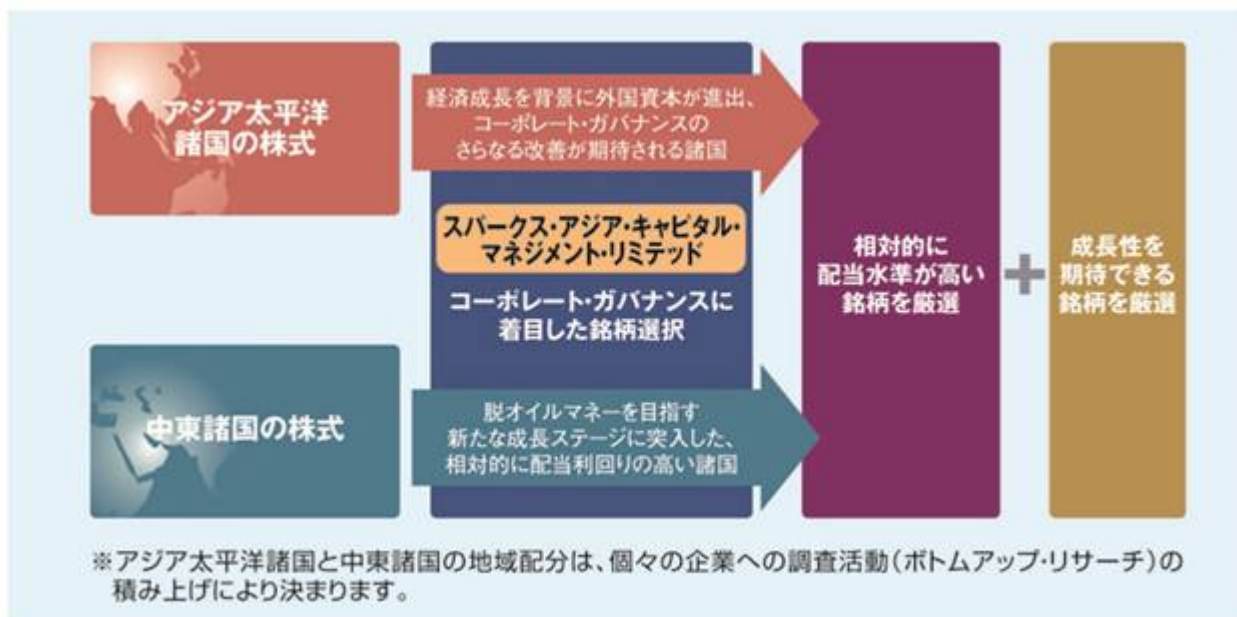 アジア太平洋
諸国の株式
経済成長を背景に外国資本が進出、
コーポレート・ガバナンスの
さらなる改善が期待される諸国
スパークス・アジア・キャピタル・
マネジメント・リミテッド
コーポレート・ガバナンスに
着目した銘柄選択
中東諸国の株式
脱オイルマネーを目指す
新たな成長ステージに突入した、
相対的に配当利回りの高い諸国
相対的に
配当水準が高い
銘柄を厳選
+
成長性を
期待できる
銘柄を厳選
※アジア太平洋諸国と中東諸国の地域配分は、個々の企業への調査活動(ボトムアップ・リサーチ)の
積み上げにより決まります。